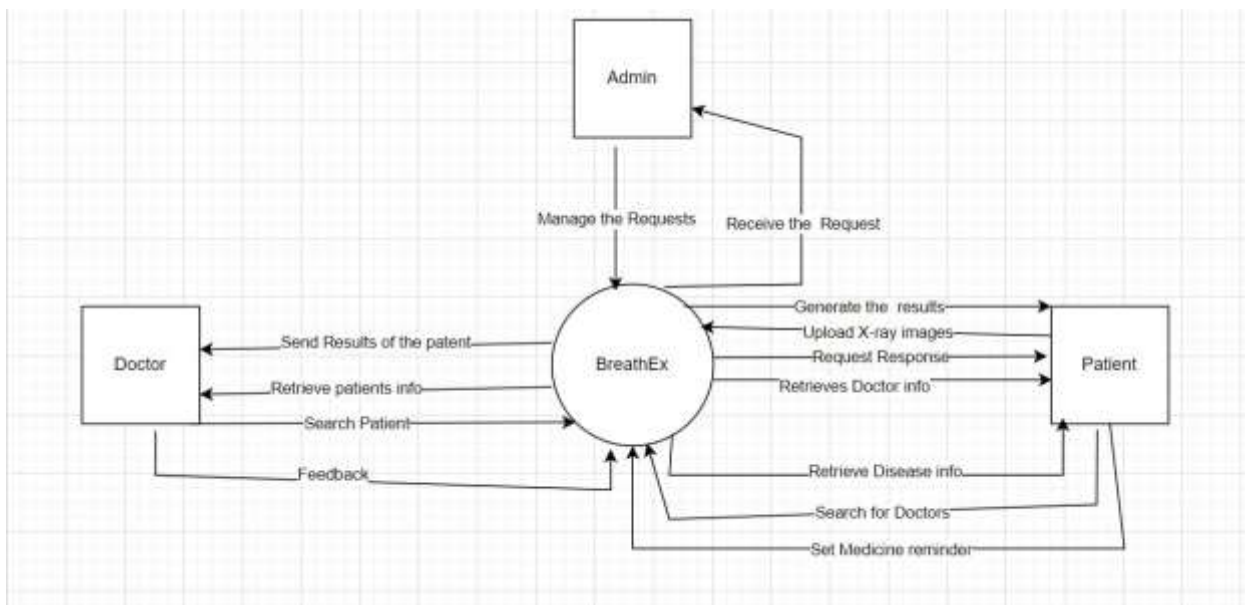 Admin
Manage the Requests
Receive the Request
Generate the results
Upload X-ray images
Send Results of the patent
Doctor
BreathEx
Request Response
Patient
Retrieve patients info
Retrieves Doctor info
Search Patient
Feedback
Retrieve Disease info
Search for Doctors
Set Medicine reminder